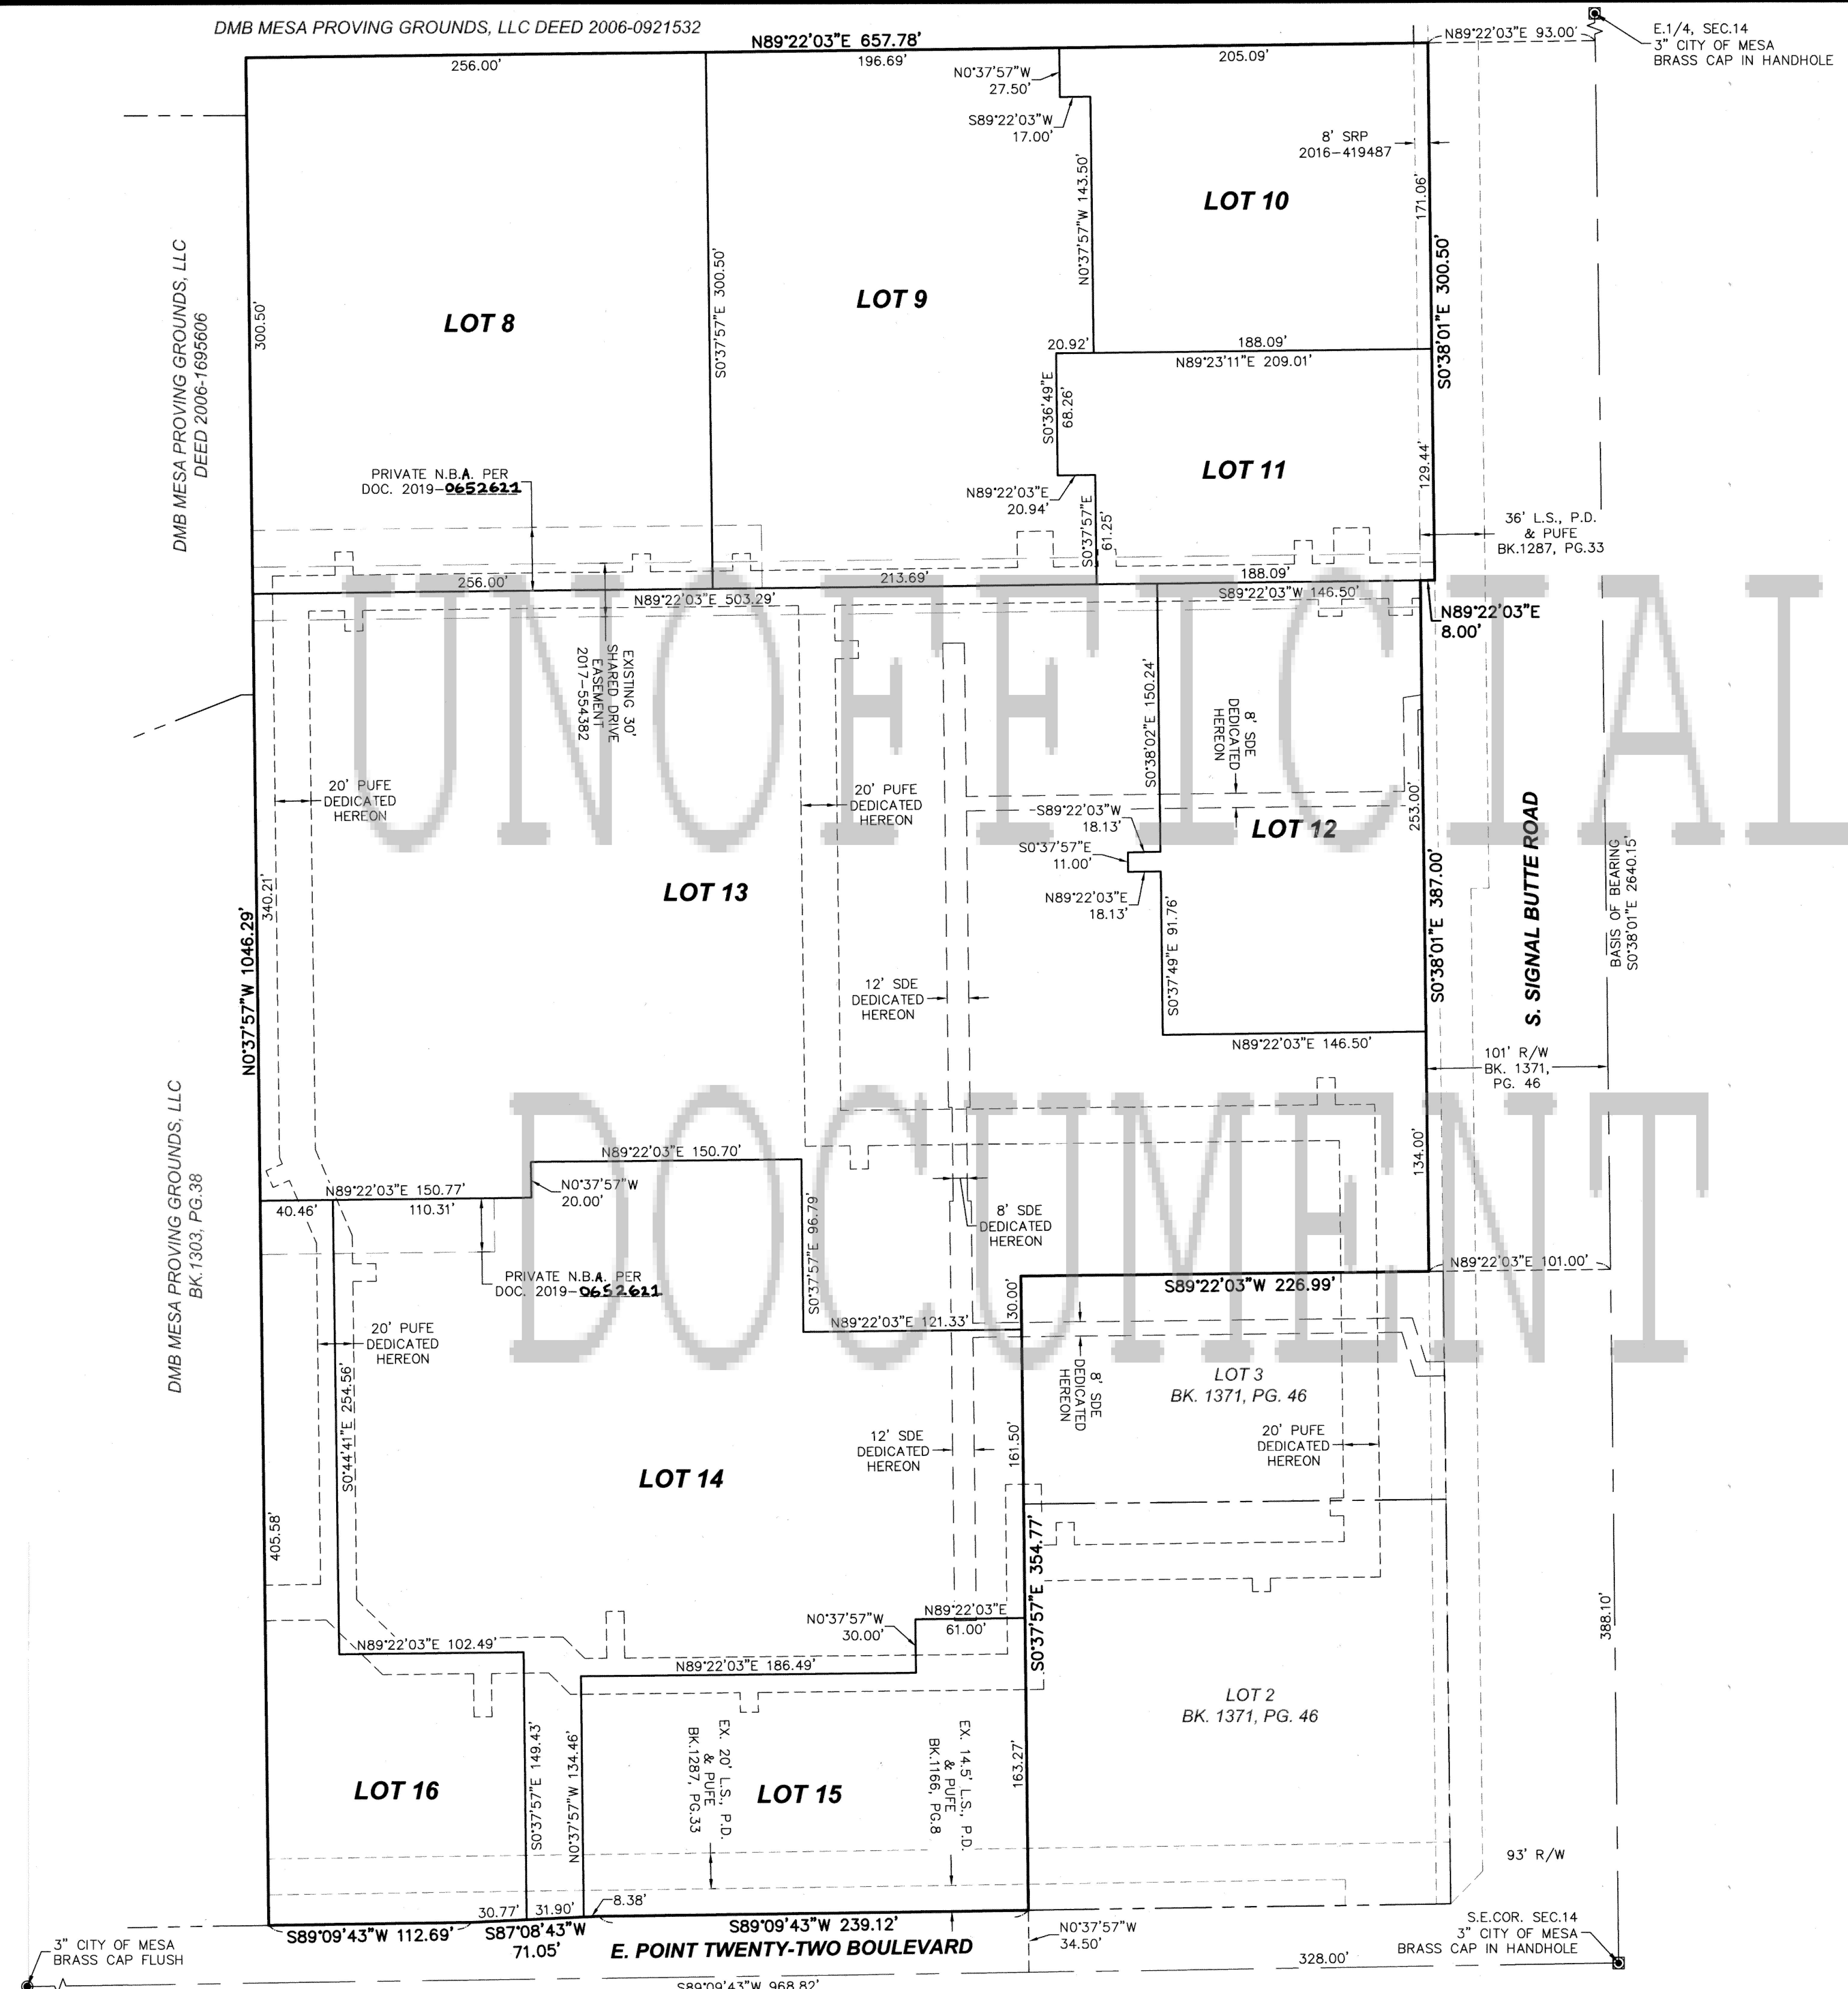 DMB MESA PROVING GROUNDS, LLC DEED 2006-0921532
N89°22'03"E 657.78'
N89°22'03"E 93.00'
E.1/4, SEC.14
3" CITY OF MESA
BRASS CAP IN HANDHOLE
256.00'
196.69'
205.09'
N0°37'57"W
27.50'
S89°22'03"W
17.00'
8' SRP
2016-419487
DMB MESA PROVING GROUNDS, LLC
DEED 2006-1695606
300.50'
LOT 8
S0°37'57"E 300.50'
LOT 9
N0°37'57"W 143.50'
LOT 10
171.06'
S0°38'01"E 300.50'
20.92'
188.09'
N89°23'11"E 209.01'
S0°36'49"E
68.26'
LOT 11
129.44'
PRIVATE N.B.A. PER
DOC. 2019-0652621
N89°22'03"E
20.94'
S0°37'57"E
61.25'
36' L.S., P.D.
& PUFE
BK.1287, PG.33
256.00'
213.69'
188.09'
N89°22'03"E 503.29'
S89°22'03"W 146.50'
N89°22'03"E
8.00'
UNOFFICIAL
EXISTING 30'
SHARED DRIVE
EASEMENT
2017-554382
S0°38'02"E 150.24'
8' SDE
DEDICATED
HEREON
20' PUFE
DEDICATED
HEREON
20' PUFE
DEDICATED
HEREON
S89°22'03"W
18.13'
S0°37'57"E
11.00'
N89°22'03"E
18.13'
LOT 12
253.00'
LOT 13
340.21'
N0°37'57"W 1046.29'
S0°37'49"E 91.76'
S0°38'01"E 387.00'
S. SIGNAL BUTTE ROAD
BASIS OF BEARING
S0°38'01"E 2640.15'
12' SDE
DEDICATED
HEREON
N89°22'03"E 146.50'
101' R/W
BK. 1371,
PG. 46
DMB MESA PROVING GROUNDS, LLC
BK.1303, PG.38
DOCUMENT
N89°22'03"E 150.70'
134.00'
N89°22'03"E 150.77'
N0°37'57"W
20.00'
40.46'
110.31'
S0°37'57"E 96.79'
8' SDE
DEDICATED
HEREON
PRIVATE N.B.A. PER
DOC. 2019-0652621
N89°22'03"E 101.00'
S89°22'03"W 226.99'
30.00'
N89°22'03"E 121.33'
20' PUFE
DEDICATED
HEREON
S0°44'41"E 254.56'
8' SDE
DEDICATED
HEREON
LOT 3
BK. 1371, PG. 46
12' SDE
DEDICATED
HEREON
161.50'
20' PUFE
DEDICATED
HEREON
LOT 14
405.58'
S0°37'57"E 354.77'
388.10'
N0°37'57"W
30.00'
N89°22'03"E
61.00'
N89°22'03"E 102.49'
N89°22'03"E 186.49'
LOT 2
BK. 1371, PG. 46
S0°37'57"E 149.43'
N0°37'57"W 134.46'
EX. 20' L.S., P.D.
& PUFE
BK.1287, PG.33
EX. 14.5' L.S., P.D.
& PUFE
BK.1166, PG.8
163.27'
LOT 16
LOT 15
93' R/W
30.77'
31.90'
8.38'
S89°09'43"W 112.69'
S87°08'43"W
71.05'
S89°09'43"W 239.12'
E. POINT TWENTY-TWO BOULEVARD
N0°37'57"W
34.50'
S.E.COR. SEC.14
3" CITY OF MESA
BRASS CAP IN HANDHOLE
3" CITY OF MESA
BRASS CAP FLUSH
328.00'
S89°09'43"W 968.82'